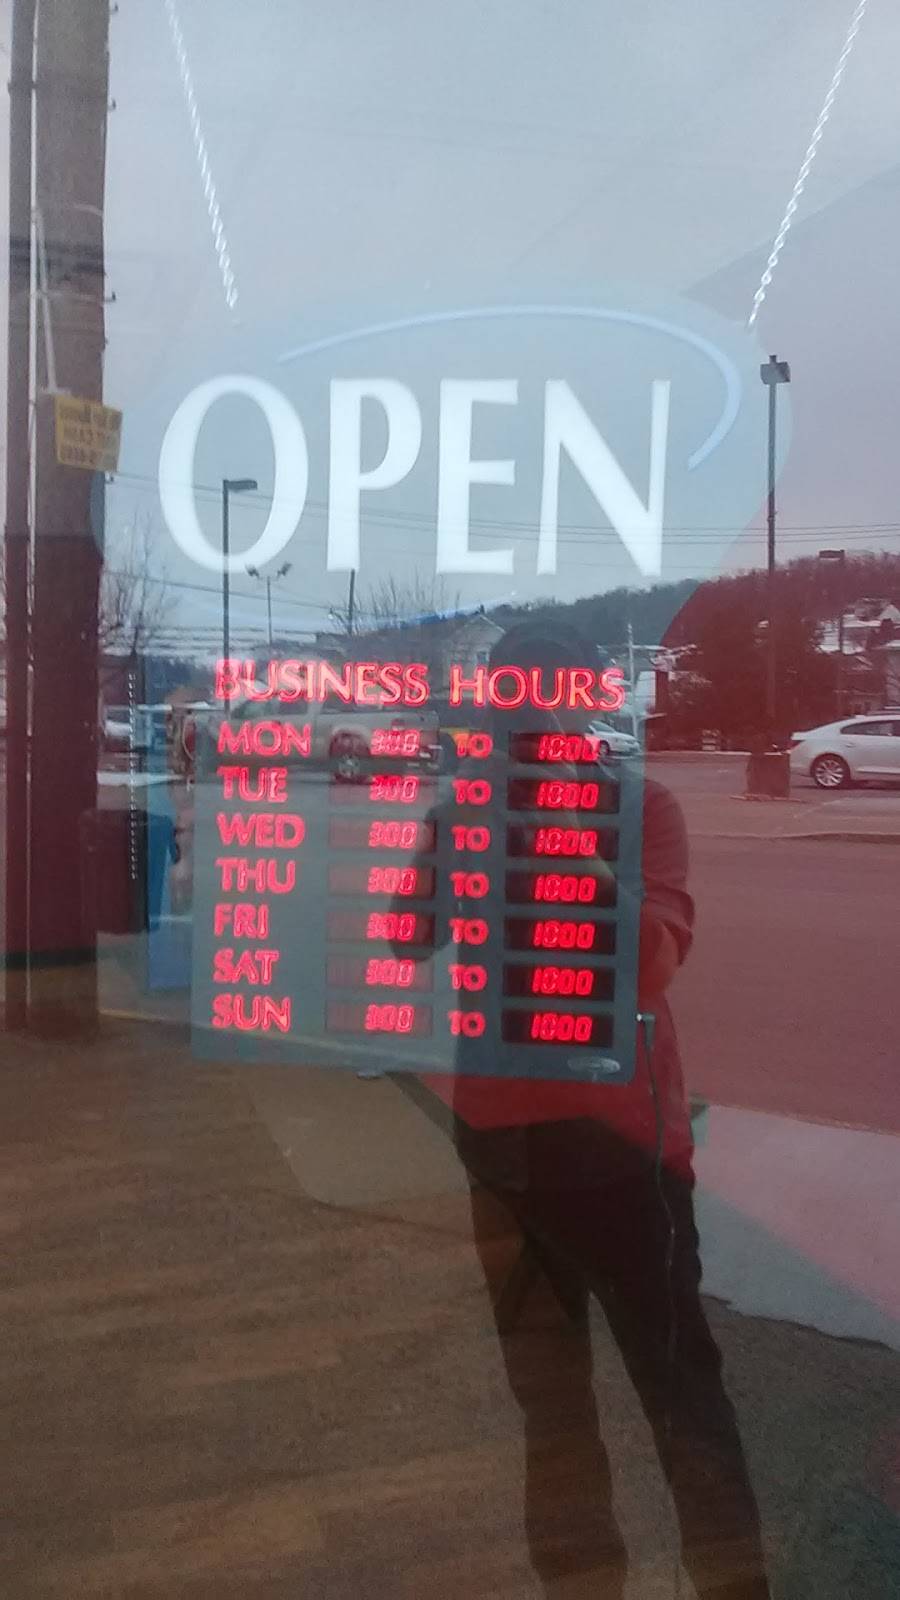 OPEN
BUSINESS HOURS
MON 300 TO 1000
TUE 300 TO 1000
WED 300 TO 1000
THU 300 TO 1000
FRI 300 TO 1000
SAT 300 TO 1000
SUN 300 TO 1000